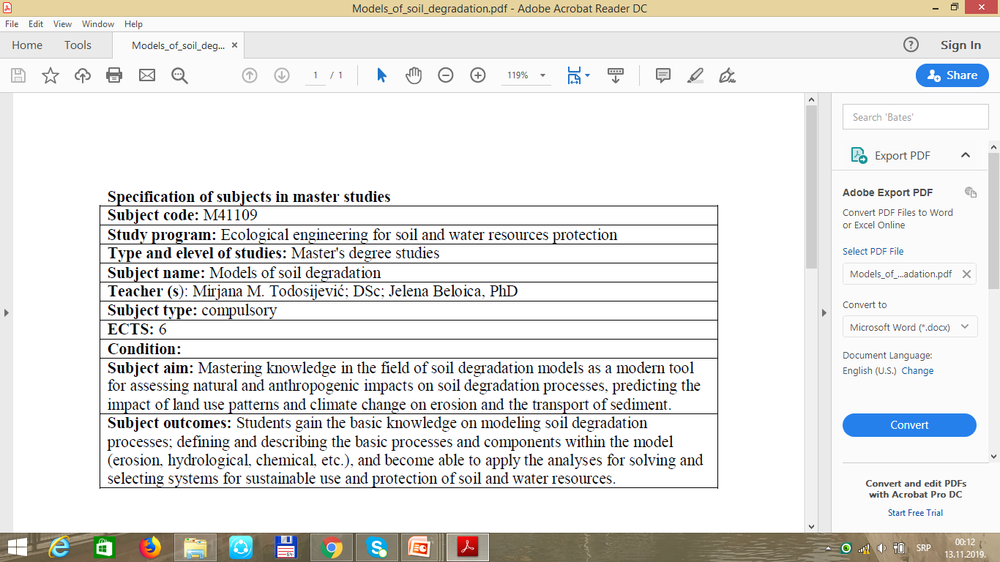 Models_of_soil_degradation.pdf - Adobe Acrobat Reader DC
File Edit View Window Help
Home Tools Models_of_soil_deg... × Sign In
1 / 1 119% Share
Search 'Bates'
Export PDF
Adobe Export PDF
Convert PDF Files to Word
or Excel Online
Select PDF File
Models_of_...adation.pdf
Convert to
Microsoft Word (*.docx)
Document Language:
English (U.S.) Change
Convert
Convert and edit PDFs
with Acrobat Pro DC
Start Free Trial
Specification of subjects in master studies
Subject code: M41109
Study program: Ecological engineering for soil and water resources protection
Type and elevel of studies: Master's degree studies
Subject name: Models of soil degradation
Teacher (s): Mirjana M. Todosijević; DSc; Jelena Beloica, PhD
Subject type: compulsory
ECTS: 6
Condition:
Subject aim: Mastering knowledge in the field of soil degradation models as a modern tool
for assessing natural and anthropogenic impacts on soil degradation processes, predicting the
impact of land use patterns and climate change on erosion and the transport of sediment.
Subject outcomes: Students gain the basic knowledge on modeling soil degradation
processes; defining and describing the basic processes and components within the model
(erosion, hydrological, chemical, etc.), and become able to apply the analyses for solving and
selecting systems for sustainable use and protection of soil and water resources.
64
SRP
00:12
13.11.2019.